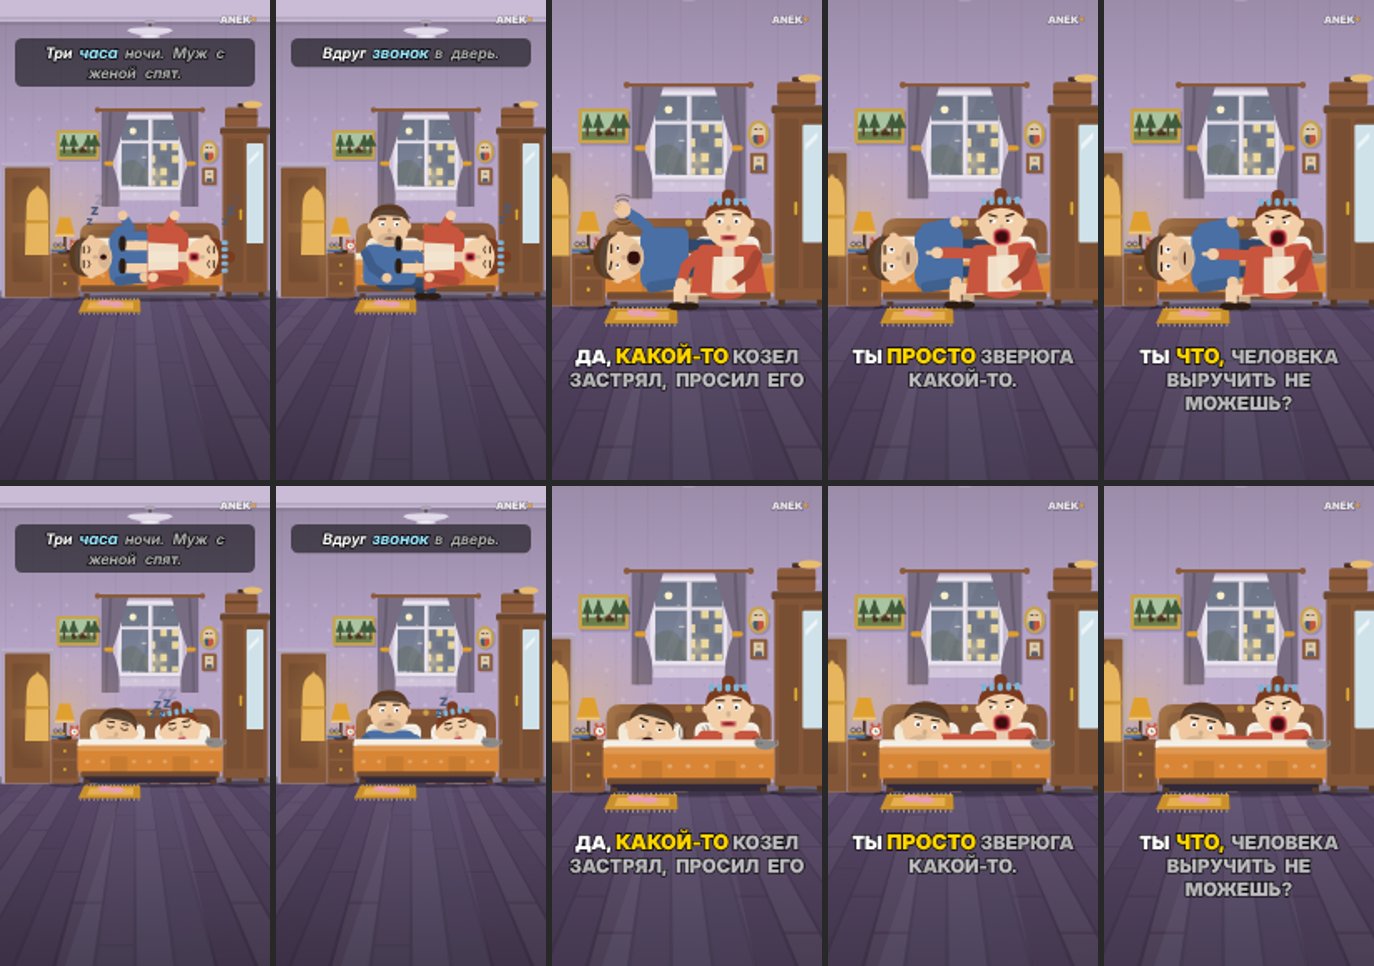 ANEK
Три часа ночи. Муж с
женой спят.
z
z
ANEK
Вдруг звонок в дверь.
ANEK
ДА, КАКОЙ-ТО КОЗЕЛ
ЗАСТРЯЛ, ПРОСИЛ ЕГО
ANEK
ТЫ ПРОСТО ЗВЕРЮГА
КАКОЙ-ТО.
ANEK
ТЫ ЧТО, ЧЕЛОВЕКА
ВЫРУЧИТЬ НЕ
МОЖЕШЬ?
ANEK
Три часа ночи. Муж с
женой спят.
zz
zz
ANEK
Вдруг звонок в дверь.
z
ANEK
ДА, КАКОЙ-ТО КОЗЕЛ
ЗАСТРЯЛ, ПРОСИЛ ЕГО
ANEK
ТЫ ПРОСТО ЗВЕРЮГА
КАКОЙ-ТО.
ANEK
ТЫ ЧТО, ЧЕЛОВЕКА
ВЫРУЧИТЬ НЕ
МОЖЕШЬ?